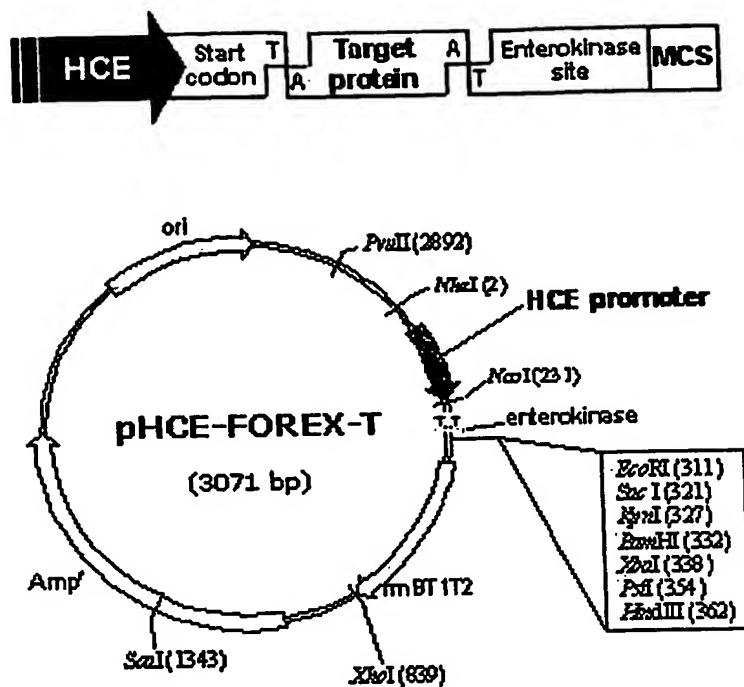 HCE
Start codon
T
A
Target protein
A
T
Enterokinase site
MCS
ori
PvuII(2892)
NheI(2)
HCE promoter
NcoI(231)
T T
enterokinase
pHCE-FOREX-T
(3071 bp)
EcoRI(311)
Sac I(321)
KpnI(327)
BamHI(332)
XbaI(338)
PstI(354)
HindIII(362)
Ampr
rrnBT1T2
ScaI(1343)
XhoI(839)